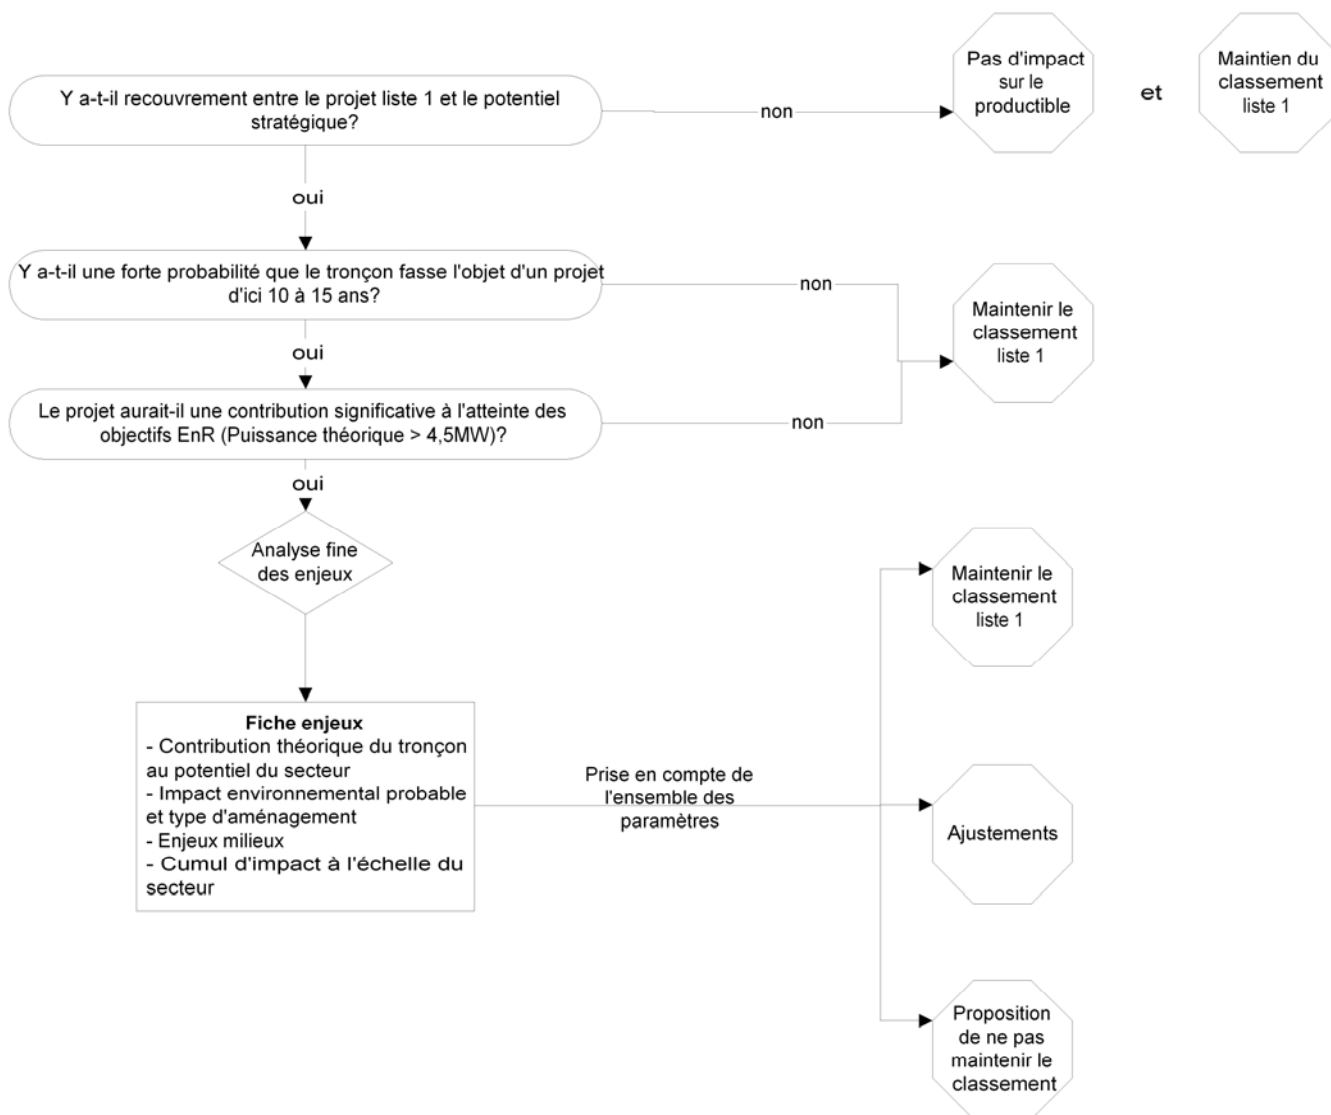 Y a-t-il recouvrement entre le projet liste 1 et le potentiel
stratégique?
non
Pas d'impact
sur le
productible
et
Maintien du
classement
liste 1
oui
Y a-t-il une forte probabilité que le tronçon fasse l'objet d'un projet
d'ici 10 à 15 ans?
non
Maintenir le
classement
liste 1
oui
Le projet aurait-il une contribution significative à l'atteinte des
objectifs EnR (Puissance théorique > 4,5MW)?
non
oui
Analyse fine
des enjeux
Maintenir le
classement
liste 1
Fiche enjeux
- Contribution théorique du tronçon
au potentiel du secteur
- Impact environnemental probable
et type d'aménagement
- Enjeux milieux
- Cumul d'impact à l'échelle du
secteur
Prise en compte de
l'ensemble des
paramètres
Ajustements
Proposition
de ne pas
maintenir le
classement